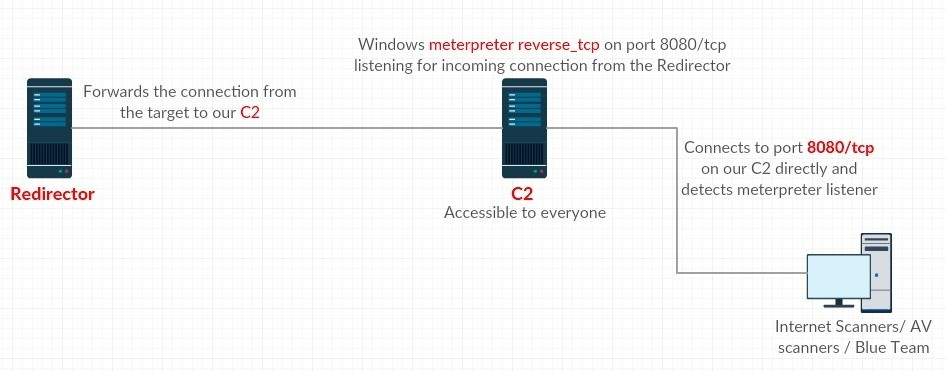 Windows meterpreter reverse_tcp on port 8080/tcp
listening for incoming connection from the Redirector
Forwards the connection from
the target to our C2
Redirector
C2
Accessible to everyone
Connects to port 8080/tcp
on our C2 directly and
detects meterpreter listener
Internet Scanners/ AV
scanners / Blue Team